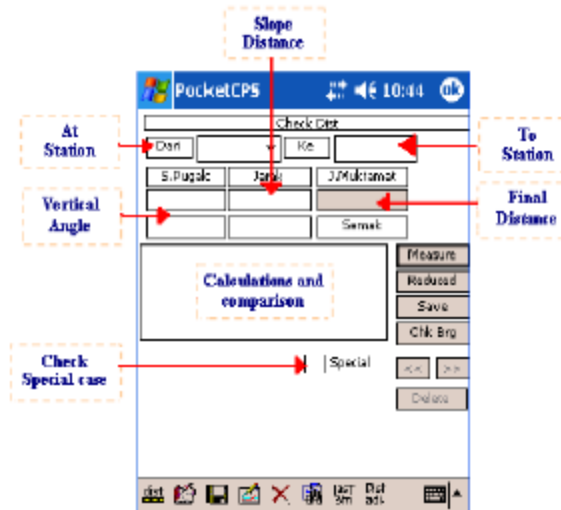 Slope
Distance
PocketCPS 10:44 ok
Check Dist
At
Station
Dari
Ke
To
Station
S.Pugak Jarak J.Muktamat
Vertical
Angle
Final
Distance
Semak
Calculations and
comparison
Measure
Reduced
Save
Chk Brg
Check
Special case
Special
<< >>
Delete
dist